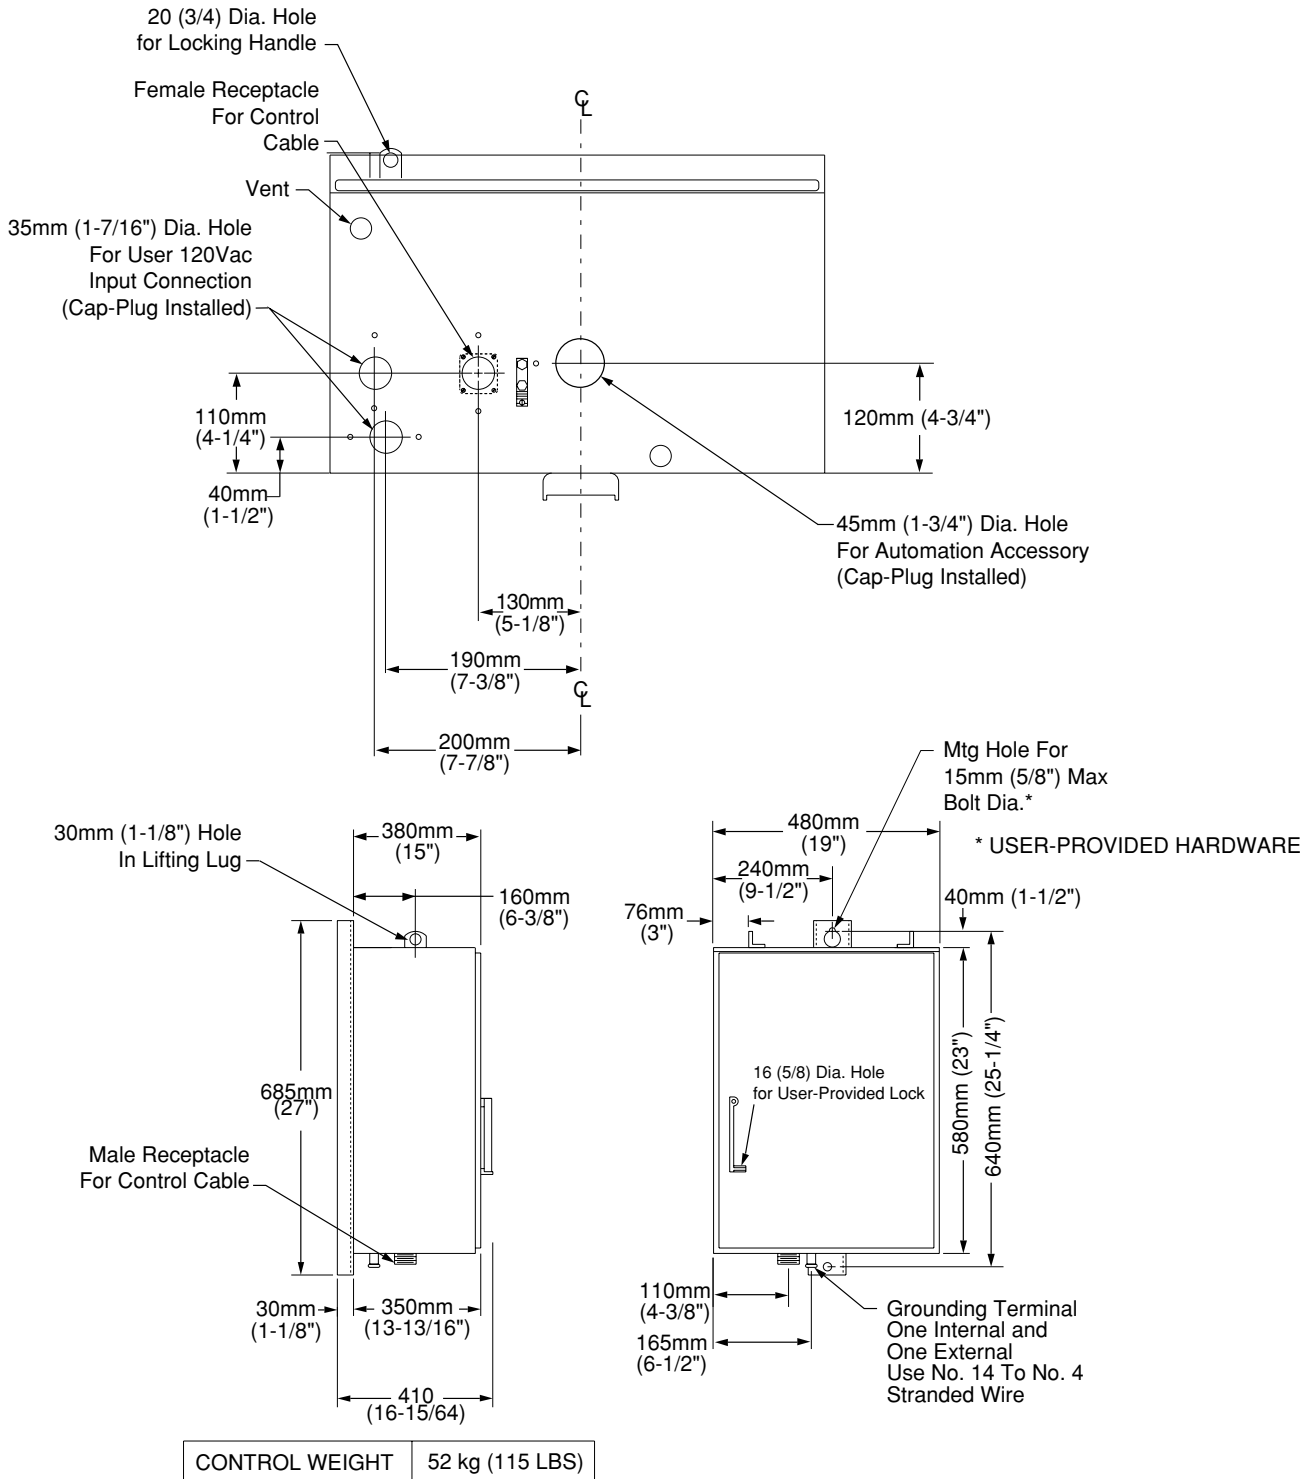 20 (3/4) Dia. Hole
for Locking Handle
Female Receptacle
For Control
Cable
CL
Vent
35mm (1-7/16") Dia. Hole
For User 120Vac
Input Connection
(Cap-Plug Installed)
110mm
(4-1/4")
120mm (4-3/4")
40mm
(1-1/2")
45mm (1-3/4") Dia. Hole
For Automation Accessory
(Cap-Plug Installed)
130mm
(5-1/8")
190mm
(7-3/8")
CL
200mm
(7-7/8")
Mtg Hole For
15mm (5/8") Max
Bolt Dia.*
* USER-PROVIDED HARDWARE
30mm (1-1/8") Hole
In Lifting Lug
380mm
(15")
160mm
(6-3/8")
480mm
(19")
240mm
(9-1/2")
40mm (1-1/2")
76mm
(3")
685mm
(27")
16 (5/8) Dia. Hole
for User-Provided Lock
580mm (23")
640mm (25-1/4")
Male Receptacle
For Control Cable
30mm
(1-1/8")
350mm
(13-13/16")
410
(16-15/64)
110mm
(4-3/8")
165mm
(6-1/2")
Grounding Terminal
One Internal and
One External
Use No. 14 To No. 4
Stranded Wire
CONTROL WEIGHT 52 kg (115 LBS)